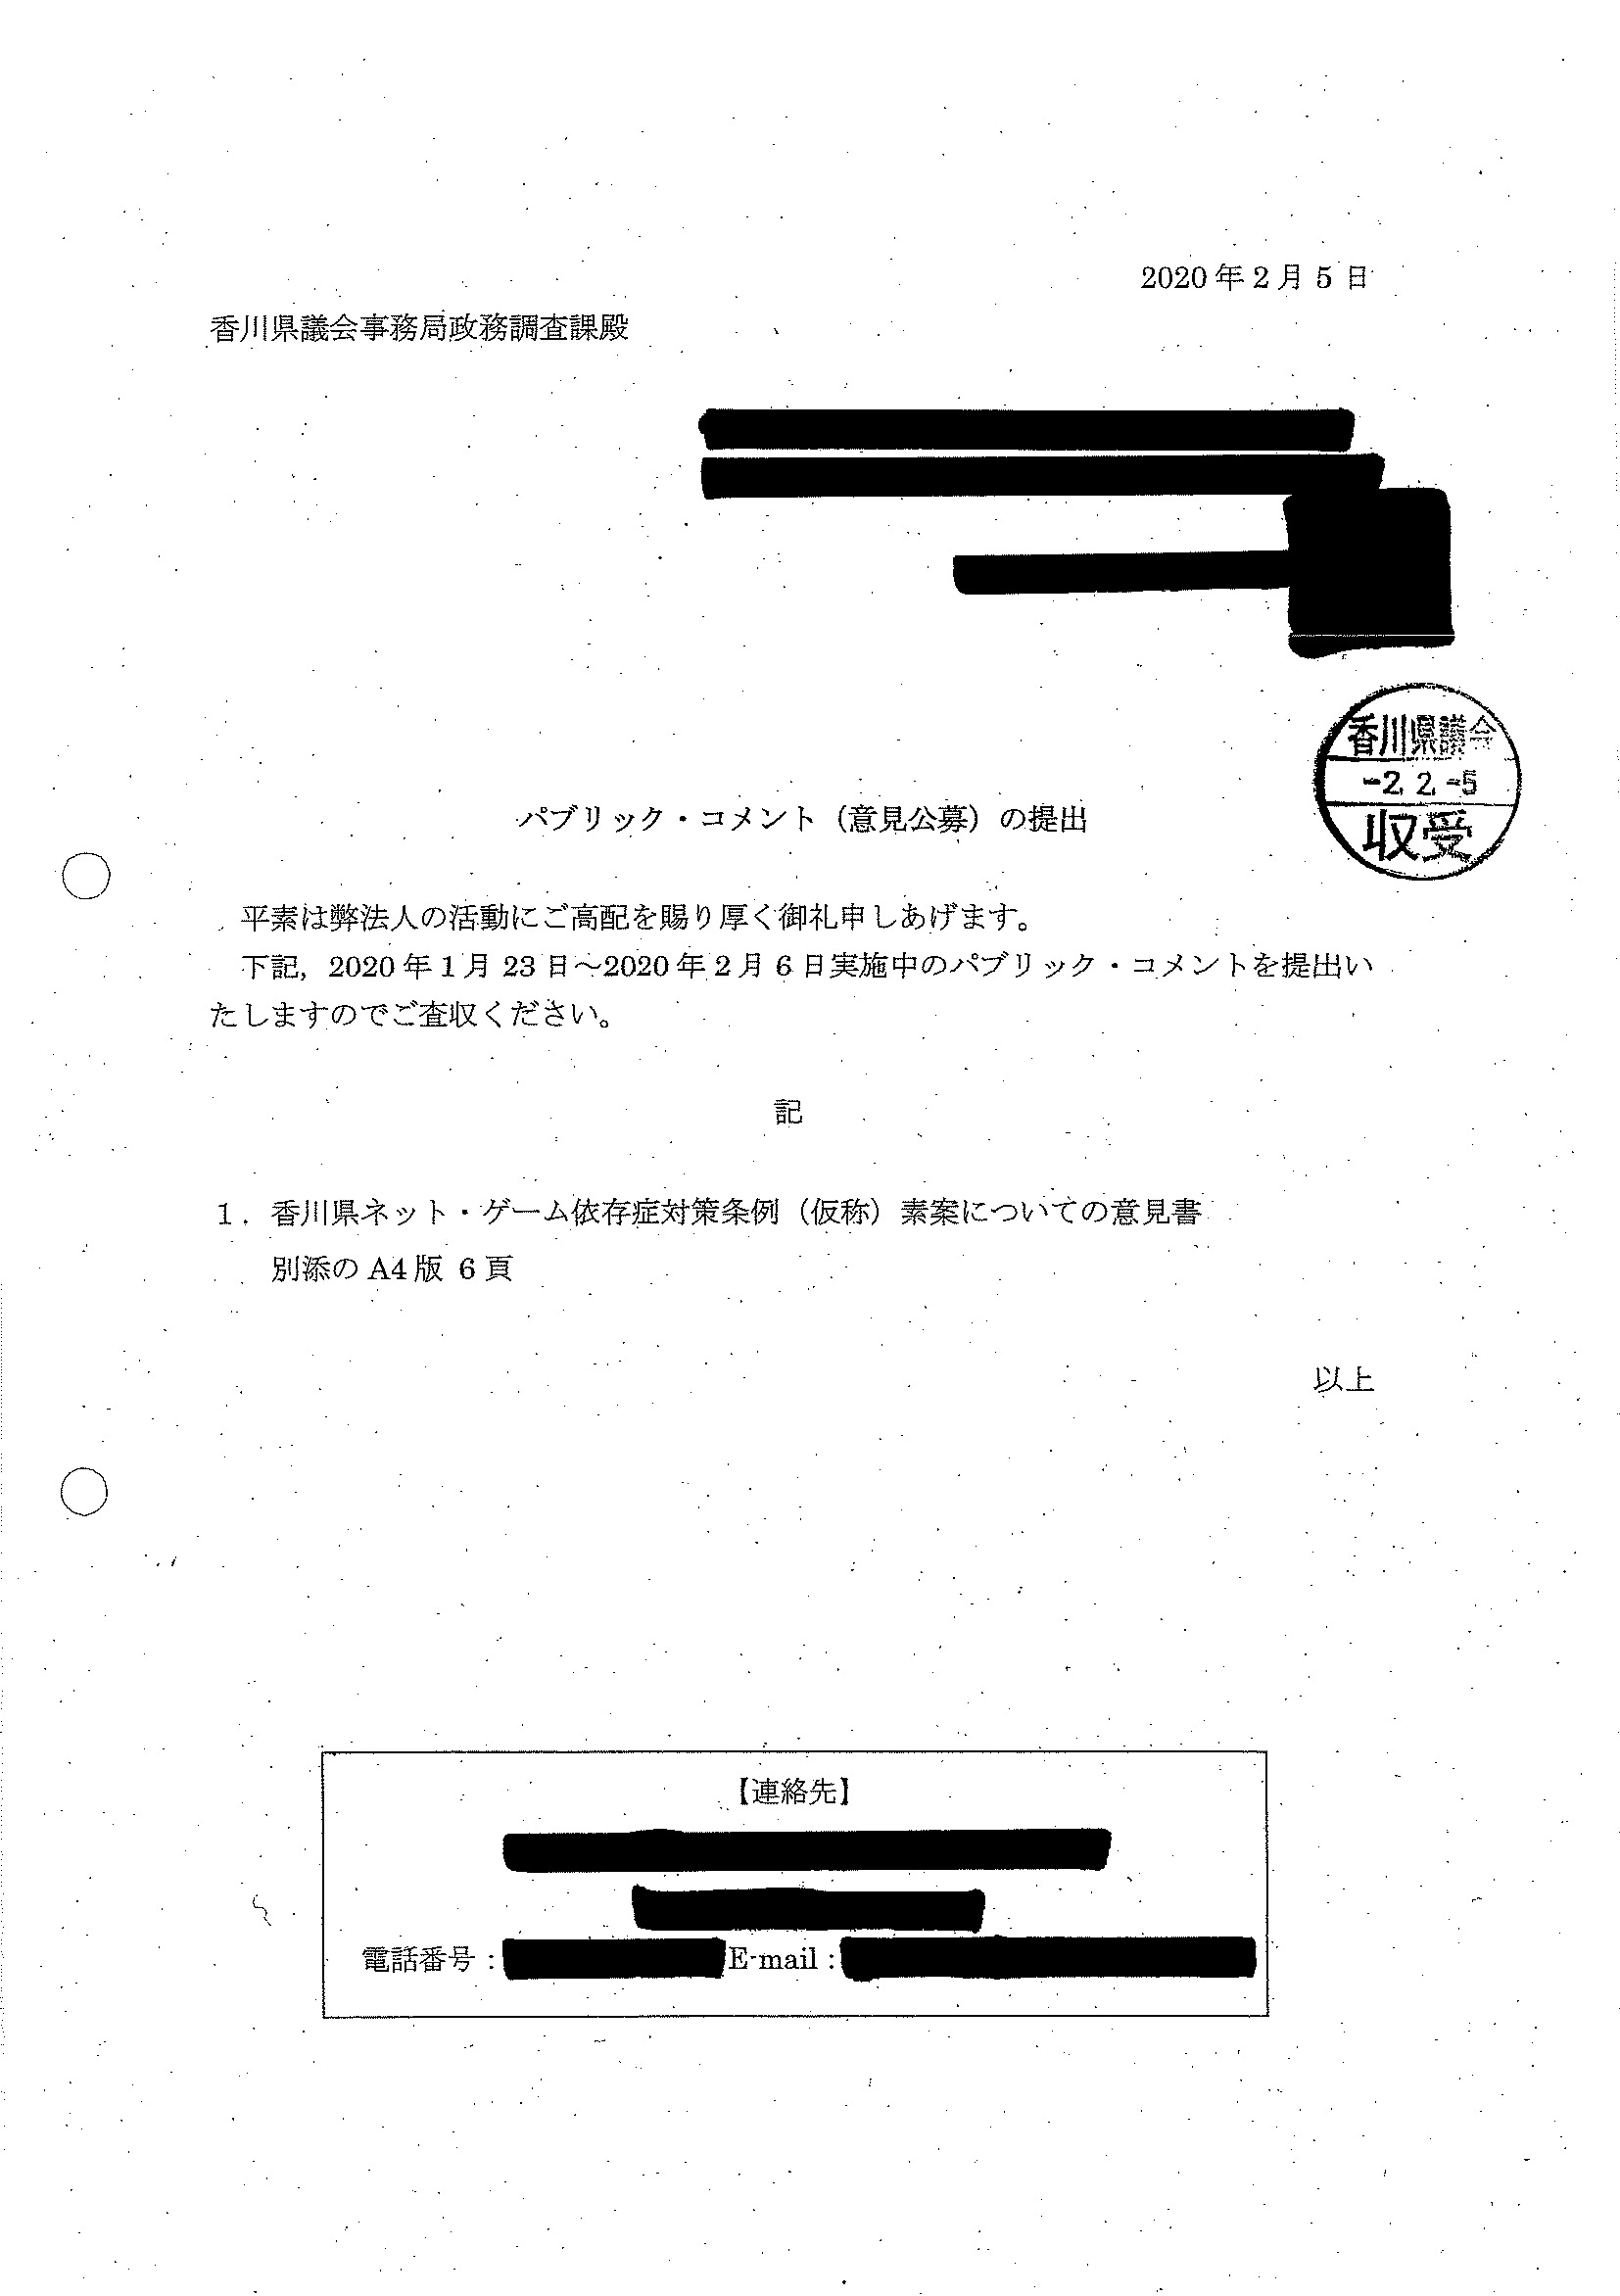 2020年2月5日
香川県議会事務局政務調査課殿
香川県議会
-2.2.-5
収受
パブリック・コメント（意見公募）の提出
平素は弊法人の活動にご高配を賜り厚く御礼申しあげます。
下記，2020年1月23日～2020年2月6日実施中のパブリック・コメントを提出い
たしますのでご査収ください。
記
1．香川県ネット・ゲーム依存症対策条例（仮称）素案についての意見書
別添のA4版 6頁
以上
【連絡先】
電話番号： E-mail：